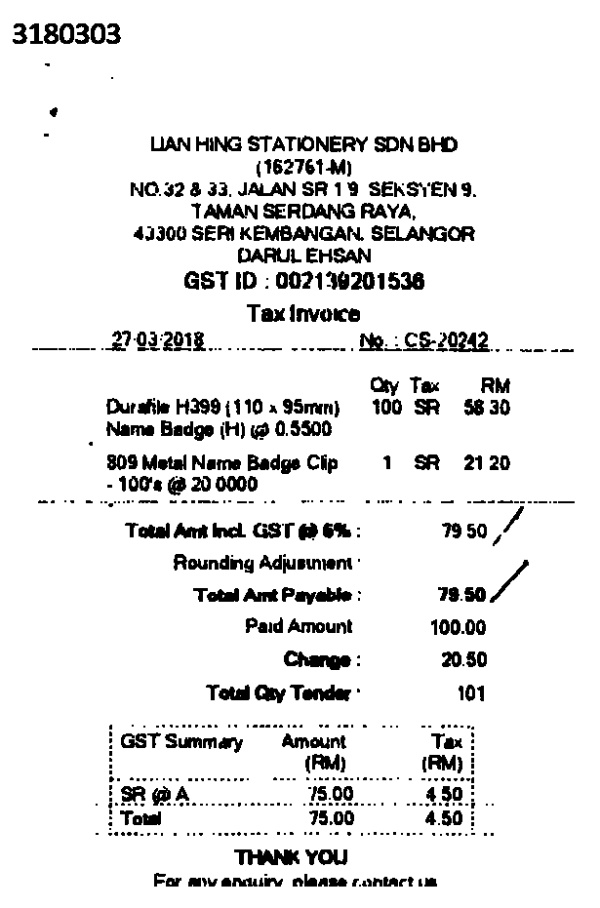 3180303
LIAN HING STATIONERY SDN BHD
(162761-M)
NO.32 & 33, JALAN SR 1 9 SEKSYEN 9,
TAMAN SERDANG RAYA,
43300 SERI KEMBANGAN, SELANGOR
DARUL EHSAN
GST ID : 002139201536
Tax Invoice
27-03-2018 No. : CS-20242
Qty Tax RM
Durafile H399 (110 x 95mm) 100 SR 58 30
Name Badge (H) @ 0.5500
809 Metal Name Badge Clip 1 SR 21 20
- 100's @ 20 0000
Total Amt Incl. GST @ 6% : 79 50
Rounding Adjustment :
Total Amt Payable : 79.50
Paid Amount 100.00
Change : 20.50
Total Qty Tender : 101
GST Summary Amount Tax
(RM) (RM)
SR @ A 75.00 4 50
Total 75.00 4.50
THANK YOU
For any enquiry, please contact us